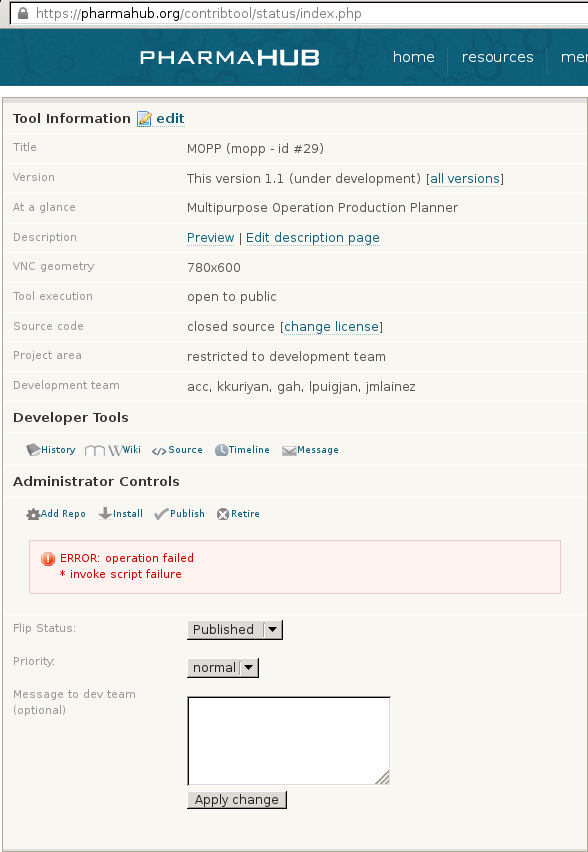 https://pharmahub.org/contribtool/status/index.php
PHARMAHUB
home resources
Tool Information edit
Title MOPP (mopp - id #29)
Version This version 1.1 (under development) [all versions]
At a glance Multipurpose Operation Production Planner
Description Preview | Edit description page
VNC geometry 780x600
Tool execution open to public
Source code closed source [change license]
Project area restricted to development team
Development team acc, kkuriyan, gah, lpuigjan, jmlainez
Developer Tools
History Wiki Source Timeline Message
Administrator Controls
Add Repo Install Publish Retire
ERROR: operation failed
* invoke script failure
Flip Status: Published
Priority: normal
Message to dev team
(optional)
Apply change